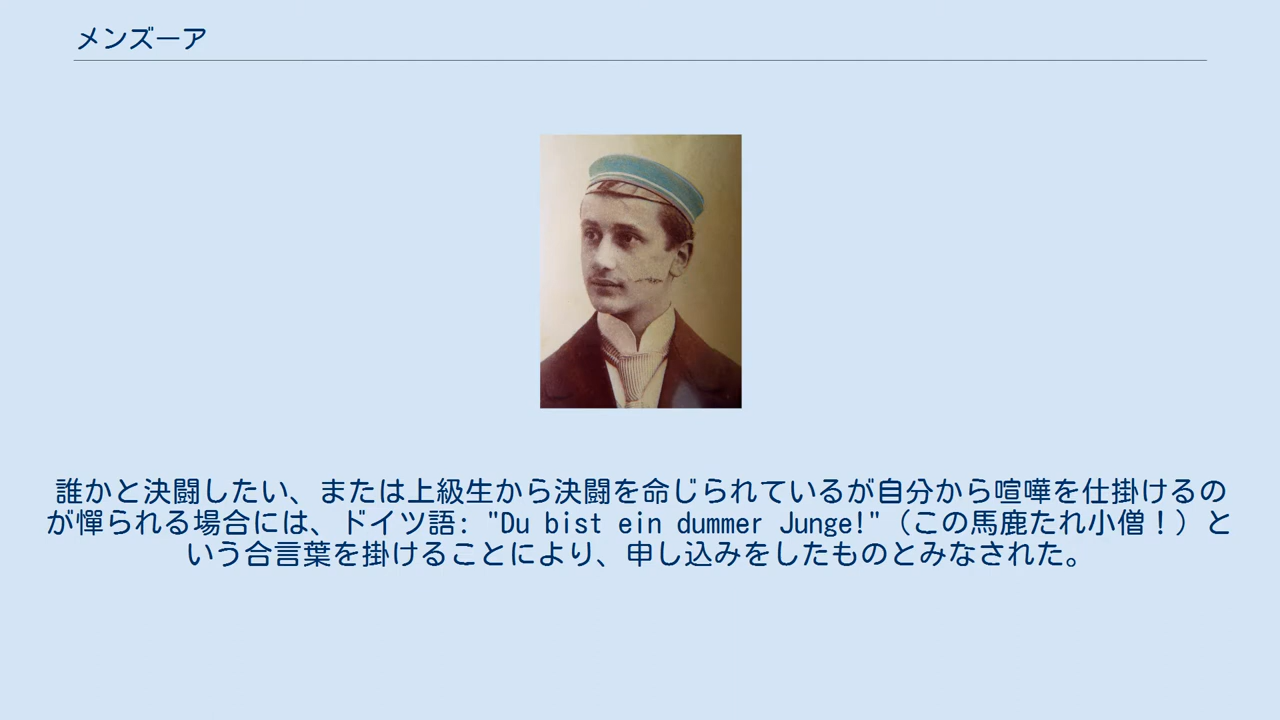 メンズーア
誰かと決闘したい、または上級生から決闘を命じられているが自分から喧嘩を仕掛けるの
が憚られる場合には、ドイツ語: "Du bist ein dummer Junge!"（この馬鹿たれ小僧！）と
いう合言葉を掛けることにより、申し込みをしたものとみなされた。